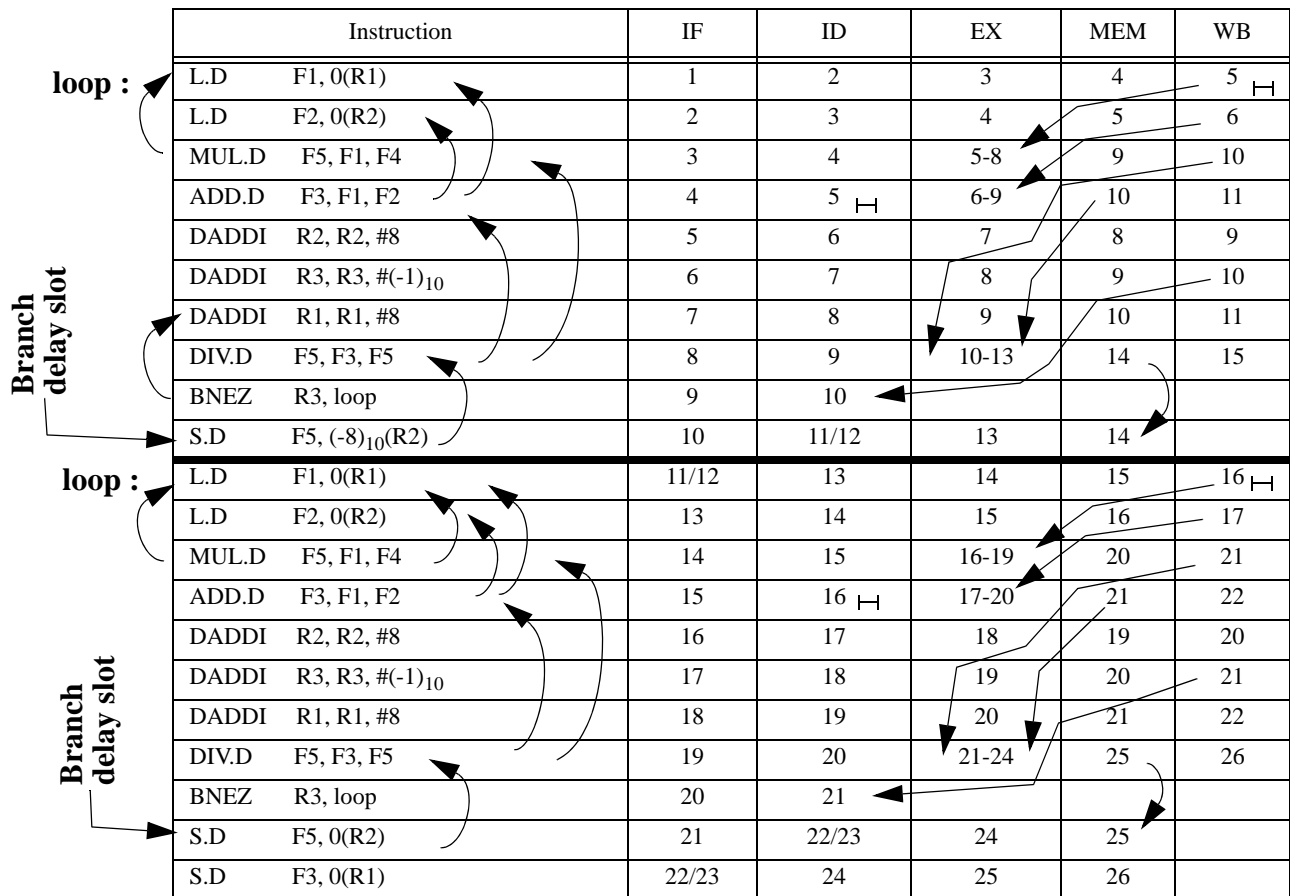 Instruction IF ID EX MEM WB
loop : L.D F1, 0(R1) 1 2 3 4 5
L.D F2, 0(R2) 2 3 4 5 6
MUL.D F5, F1, F4 3 4 5-8 9 10
ADD.D F3, F1, F2 4 5 6-9 10 11
DADDI R2, R2, #8 5 6 7 8 9
DADDI R3, R3, #(-1)10 6 7 8 9 10
DADDI R1, R1, #8 7 8 9 10 11
DIV.D F5, F3, F5 8 9 10-13 14 15
BNEZ R3, loop 9 10
Branch
delay slot
S.D F5, (-8)10(R2) 10 11/12 13 14
loop : L.D F1, 0(R1) 11/12 13 14 15 16
L.D F2, 0(R2) 13 14 15 16 17
MUL.D F5, F1, F4 14 15 16-19 20 21
ADD.D F3, F1, F2 15 16 17-20 21 22
DADDI R2, R2, #8 16 17 18 19 20
DADDI R3, R3, #(-1)10 17 18 19 20 21
DADDI R1, R1, #8 18 19 20 21 22
DIV.D F5, F3, F5 19 20 21-24 25 26
BNEZ R3, loop 20 21
Branch
delay slot
S.D F5, 0(R2) 21 22/23 24 25
S.D F3, 0(R1) 22/23 24 25 26